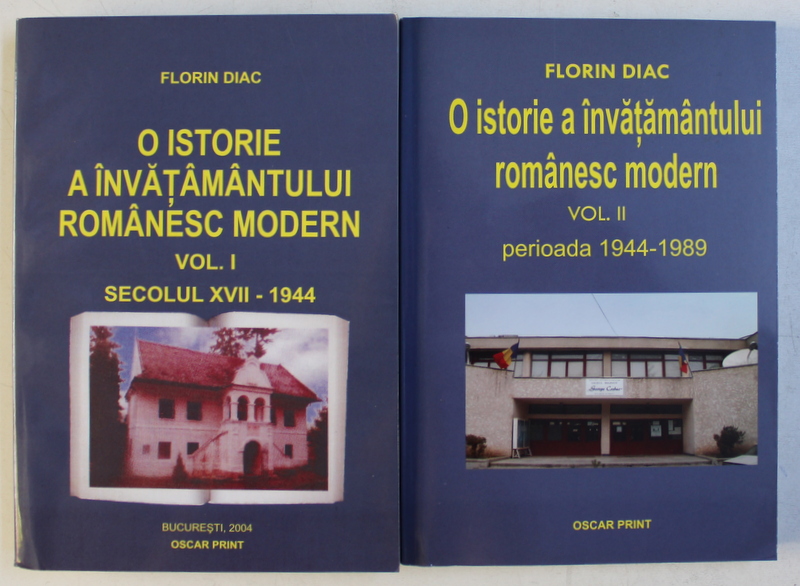 FLORIN DIAC
O ISTORIE
A ÎNVĂȚÂMÂNTULUI
ROMÂNESC MODERN
VOL. I
SECOLUL XVII - 1944
BUCUREȘTI, 2004
OSCAR PRINT
FLORIN DIAC
O istorie a învățământului
românesc modern
VOL. II
perioada 1944-1989
OSCAR PRINT